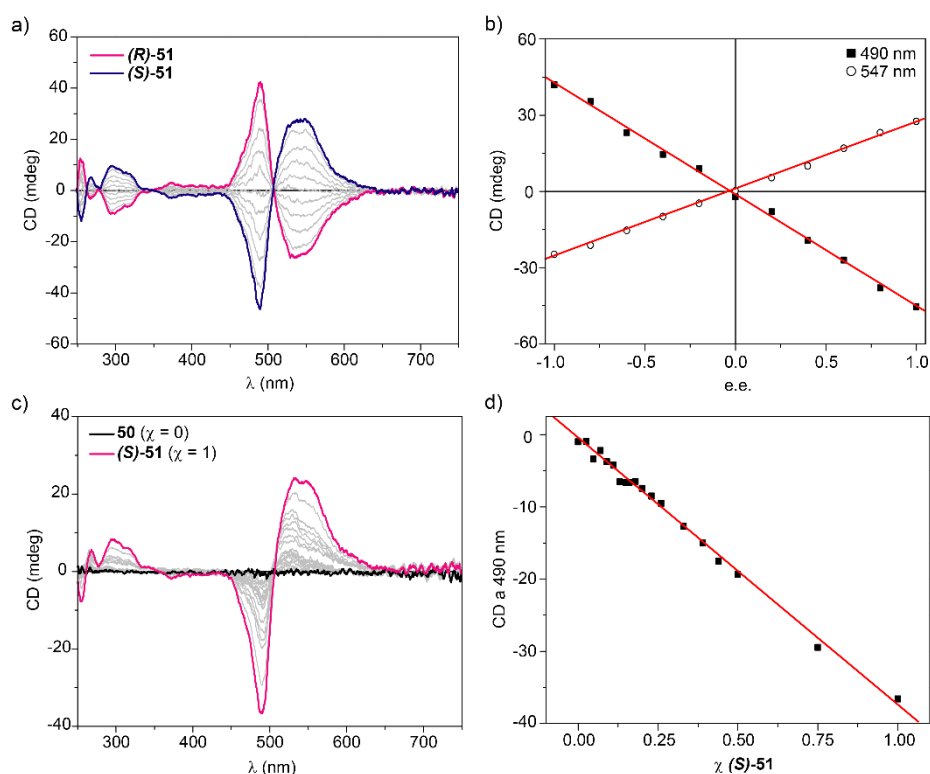 a)
60
40
20
0
-20
-40
-60
CD (mdeg)
(R)-51
(S)-51
300
400
500
600
700
λ (nm)
b)
60
30
0
-30
-60
CD (mdeg)
490 nm
547 nm
-1.0
-0.5
0.0
0.5
1.0
e.e.
c)
40
20
0
-20
-40
CD (mdeg)
50 (χ = 0)
(S)-51 (χ = 1)
300
400
500
600
700
λ (nm)
d)
0
-10
-20
-30
-40
CD a 490 nm
0.00
0.25
0.50
0.75
1.00
χ (S)-51